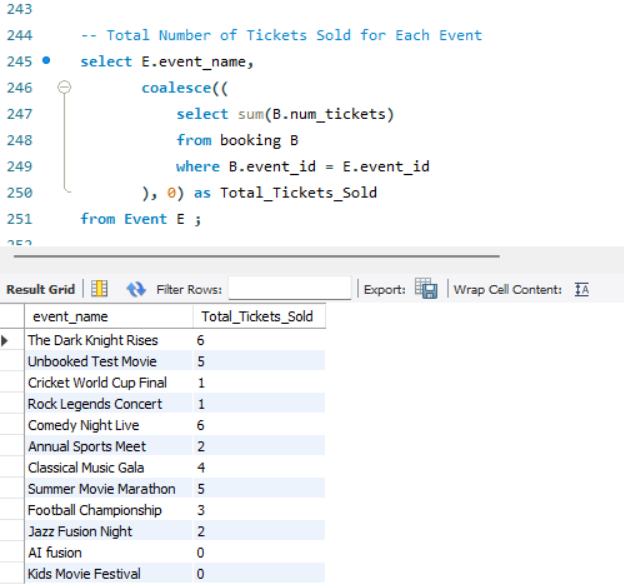 243
244 -- Total Number of Tickets Sold for Each Event
245 select E.event_name,
246 coalesce((
247 select sum(B.num_tickets)
248 from booking B
249 where B.event_id = E.event_id
250 ), 0) as Total_Tickets_Sold
251 from Event E ;
252
Result Grid Filter Rows: Export: Wrap Cell Content: IA
event_name Total_Tickets_Sold
The Dark Knight Rises 6
Unbooked Test Movie 5
Cricket World Cup Final 1
Rock Legends Concert 1
Comedy Night Live 6
Annual Sports Meet 2
Classical Music Gala 4
Summer Movie Marathon 5
Football Championship 3
Jazz Fusion Night 2
AI fusion 0
Kids Movie Festival 0